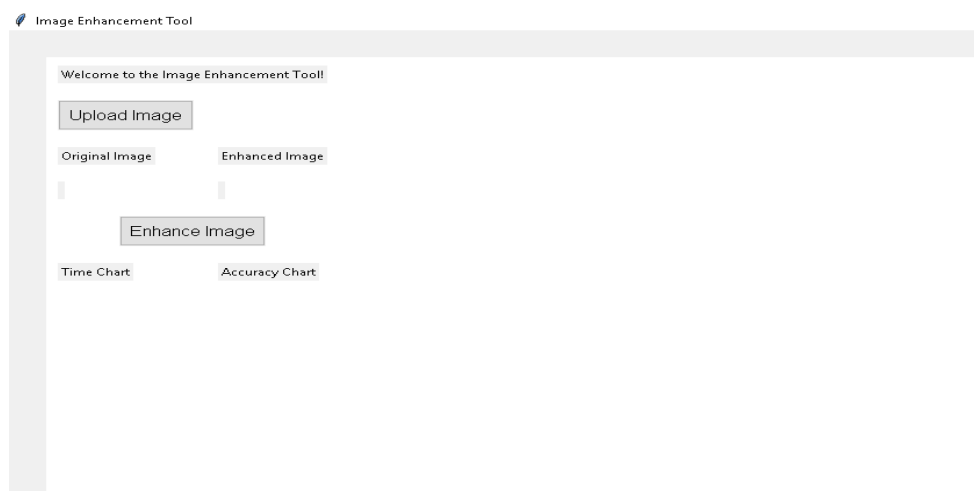 Image Enhancement Tool
Welcome to the Image Enhancement Tool!
Upload Image
Original Image Enhanced Image
Enhance Image
Time Chart Accuracy Chart